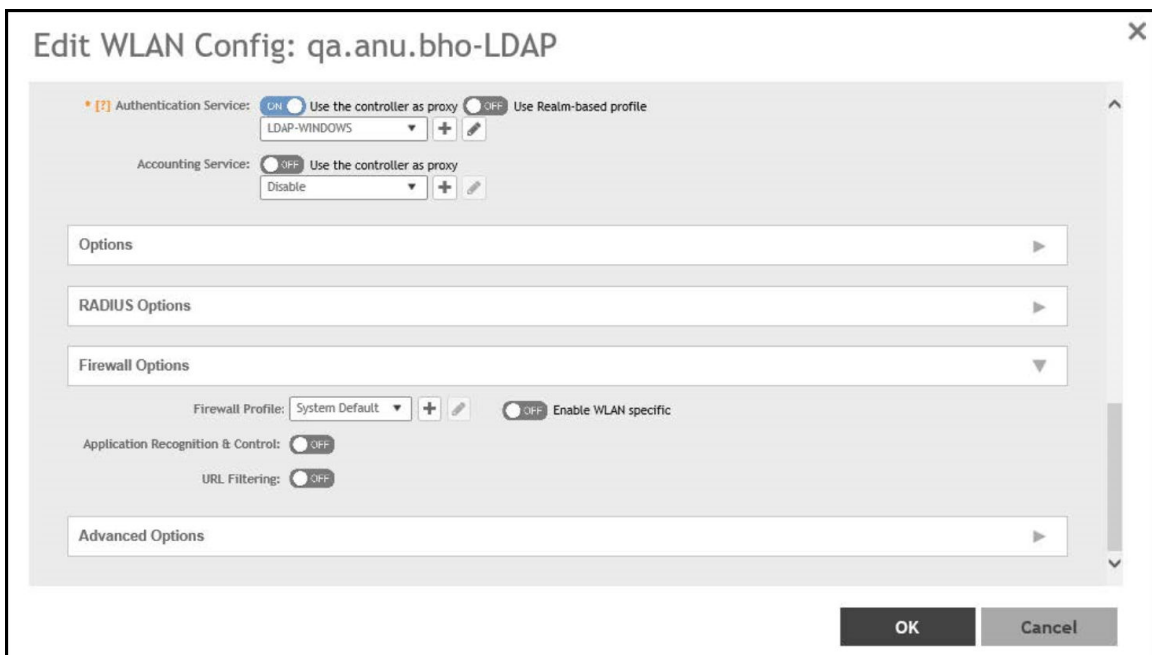 Edit WLAN Config: qa.anu.bho-LDAP
* [?] Authentication Service: ON Use the controller as proxy OFF Use Realm-based profile
LDAP-WINDOWS
Accounting Service: OFF Use the controller as proxy
Disable
Options
RADIUS Options
Firewall Options
Firewall Profile: System Default OFF Enable WLAN specific
Application Recognition & Control: OFF
URL Filtering: OFF
Advanced Options
OK Cancel